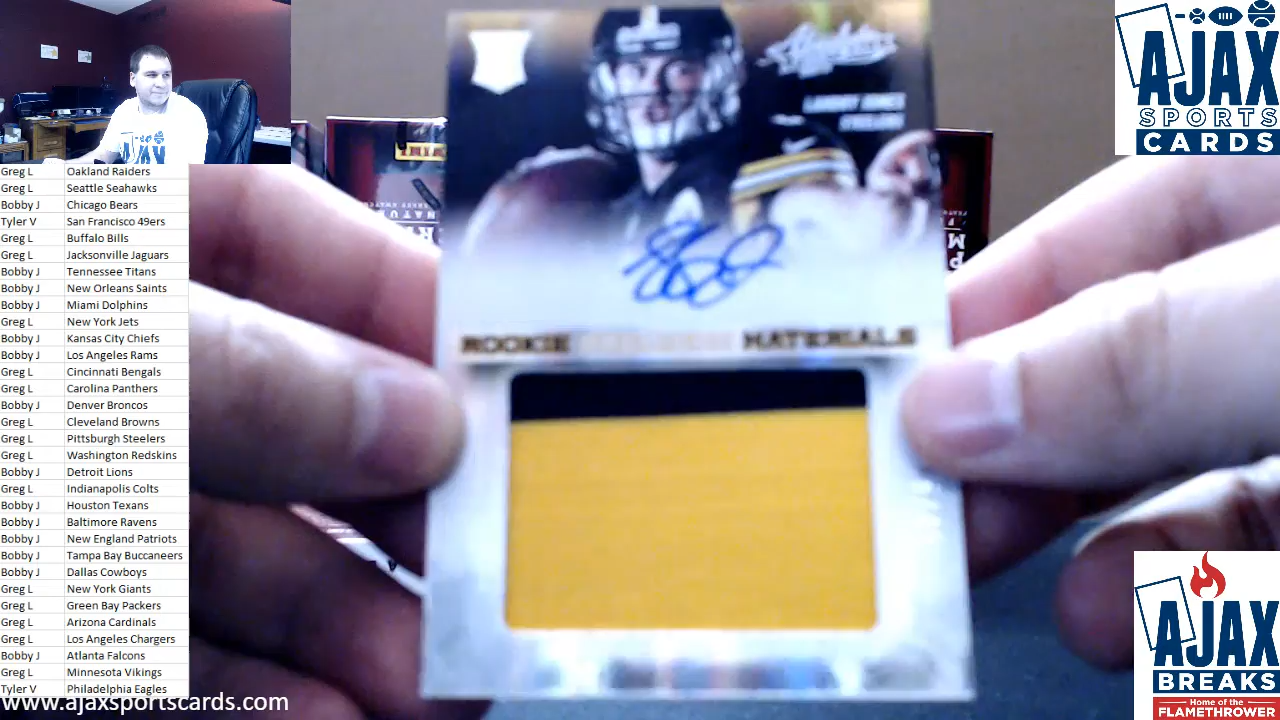 Greg L Oakland Raiders
Greg L Seattle Seahawks
Bobby J Chicago Bears
Tyler V San Francisco 49ers
Greg L Buffalo Bills
Greg L Jacksonville Jaguars
Bobby J Tennessee Titans
Bobby J New Orleans Saints
Bobby J Miami Dolphins
Greg L New York Jets
Bobby J Kansas City Chiefs
Bobby J Los Angeles Rams
Greg L Cincinnati Bengals
Greg L Carolina Panthers
Bobby J Denver Broncos
Greg L Cleveland Browns
Greg L Pittsburgh Steelers
Greg L Washington Redskins
Bobby J Detroit Lions
Greg L Indianapolis Colts
Bobby J Houston Texans
Bobby J Baltimore Ravens
Bobby J New England Patriots
Bobby J Tampa Bay Buccaneers
Bobby J Dallas Cowboys
Greg L New York Giants
Greg L Green Bay Packers
Greg L Arizona Cardinals
Greg L Los Angeles Chargers
Bobby J Atlanta Falcons
Greg L Minnesota Vikings
Tyler V Philadelphia Eagles
www.ajaxsportscards.com
AJAX
Absolute
LANDRY JONES
STEELERS
ROOKIE
MATERIALS
AJAX
SPORTS
CARDS
AJAX
BREAKS
Home of the
FLAMETHROWER